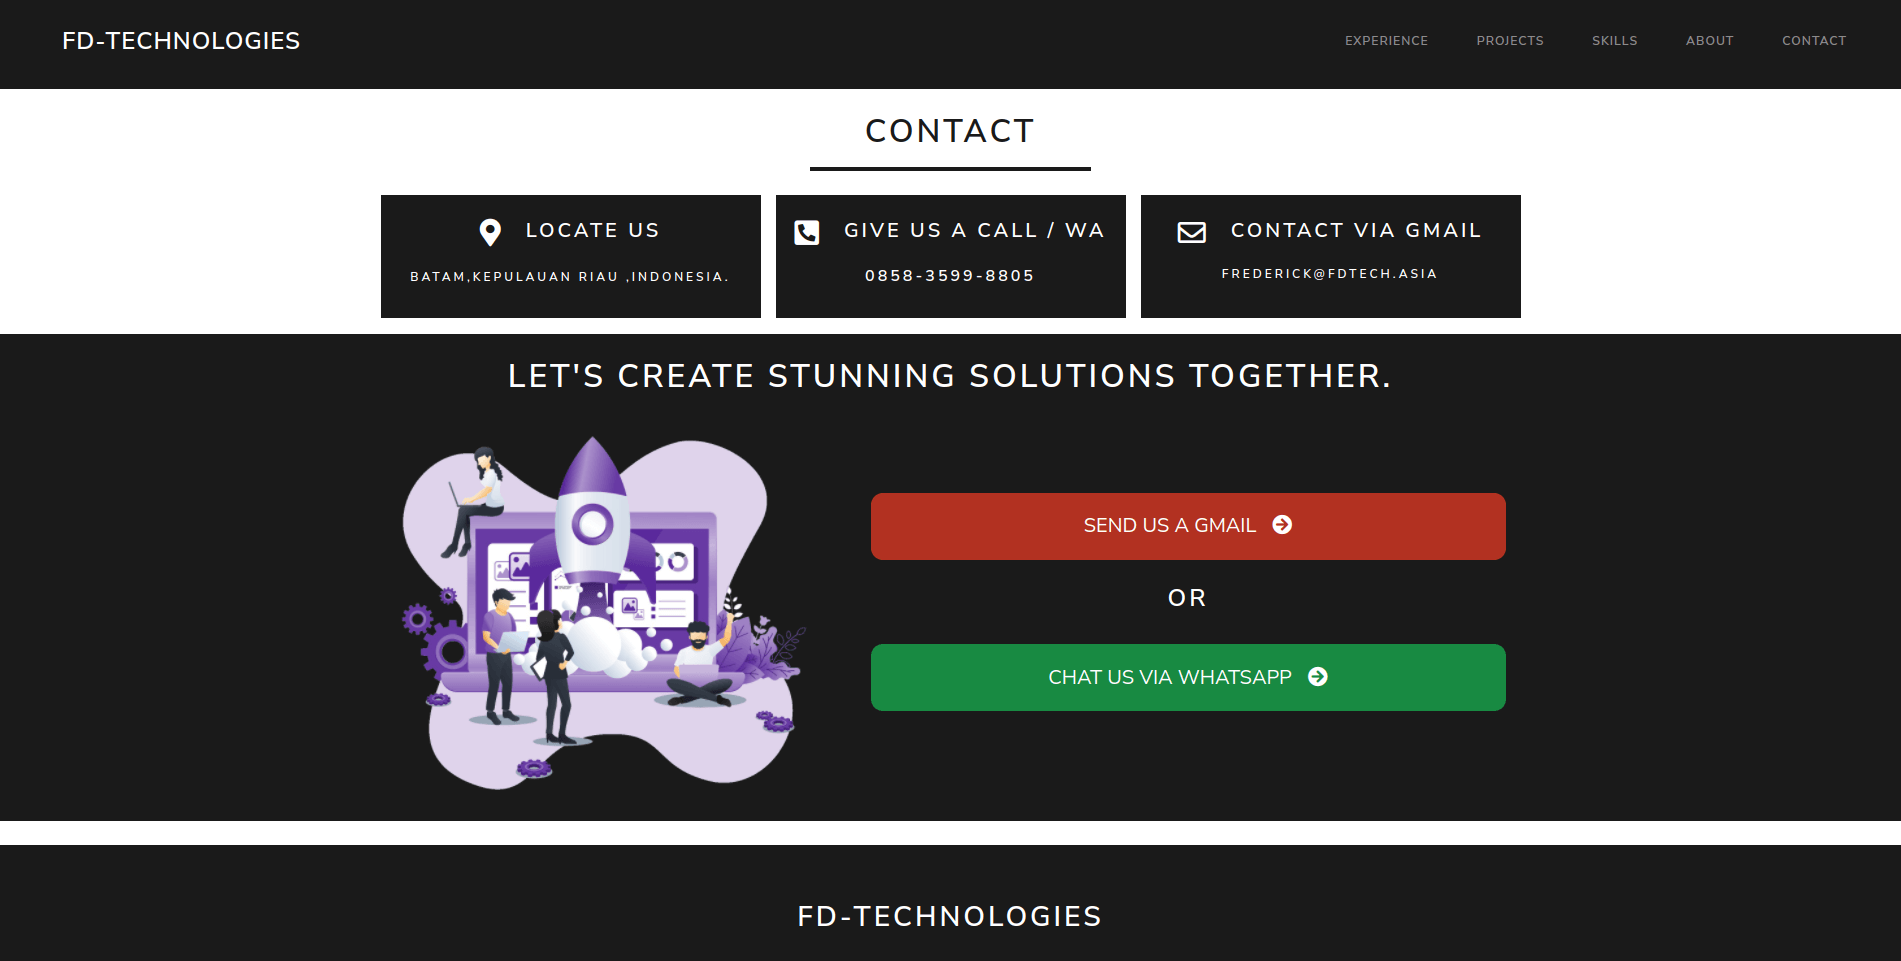 FD-TECHNOLOGIES
EXPERIENCE PROJECTS SKILLS ABOUT CONTACT
CONTACT
LOCATE US
BATAM,KEPULAUAN RIAU ,INDONESIA.
GIVE US A CALL / WA
0858-3599-8805
CONTACT VIA GMAIL
FREDERICK@FDTECH.ASIA
LET'S CREATE STUNNING SOLUTIONS TOGETHER.
SEND US A GMAIL
OR
CHAT US VIA WHATSAPP
FD-TECHNOLOGIES